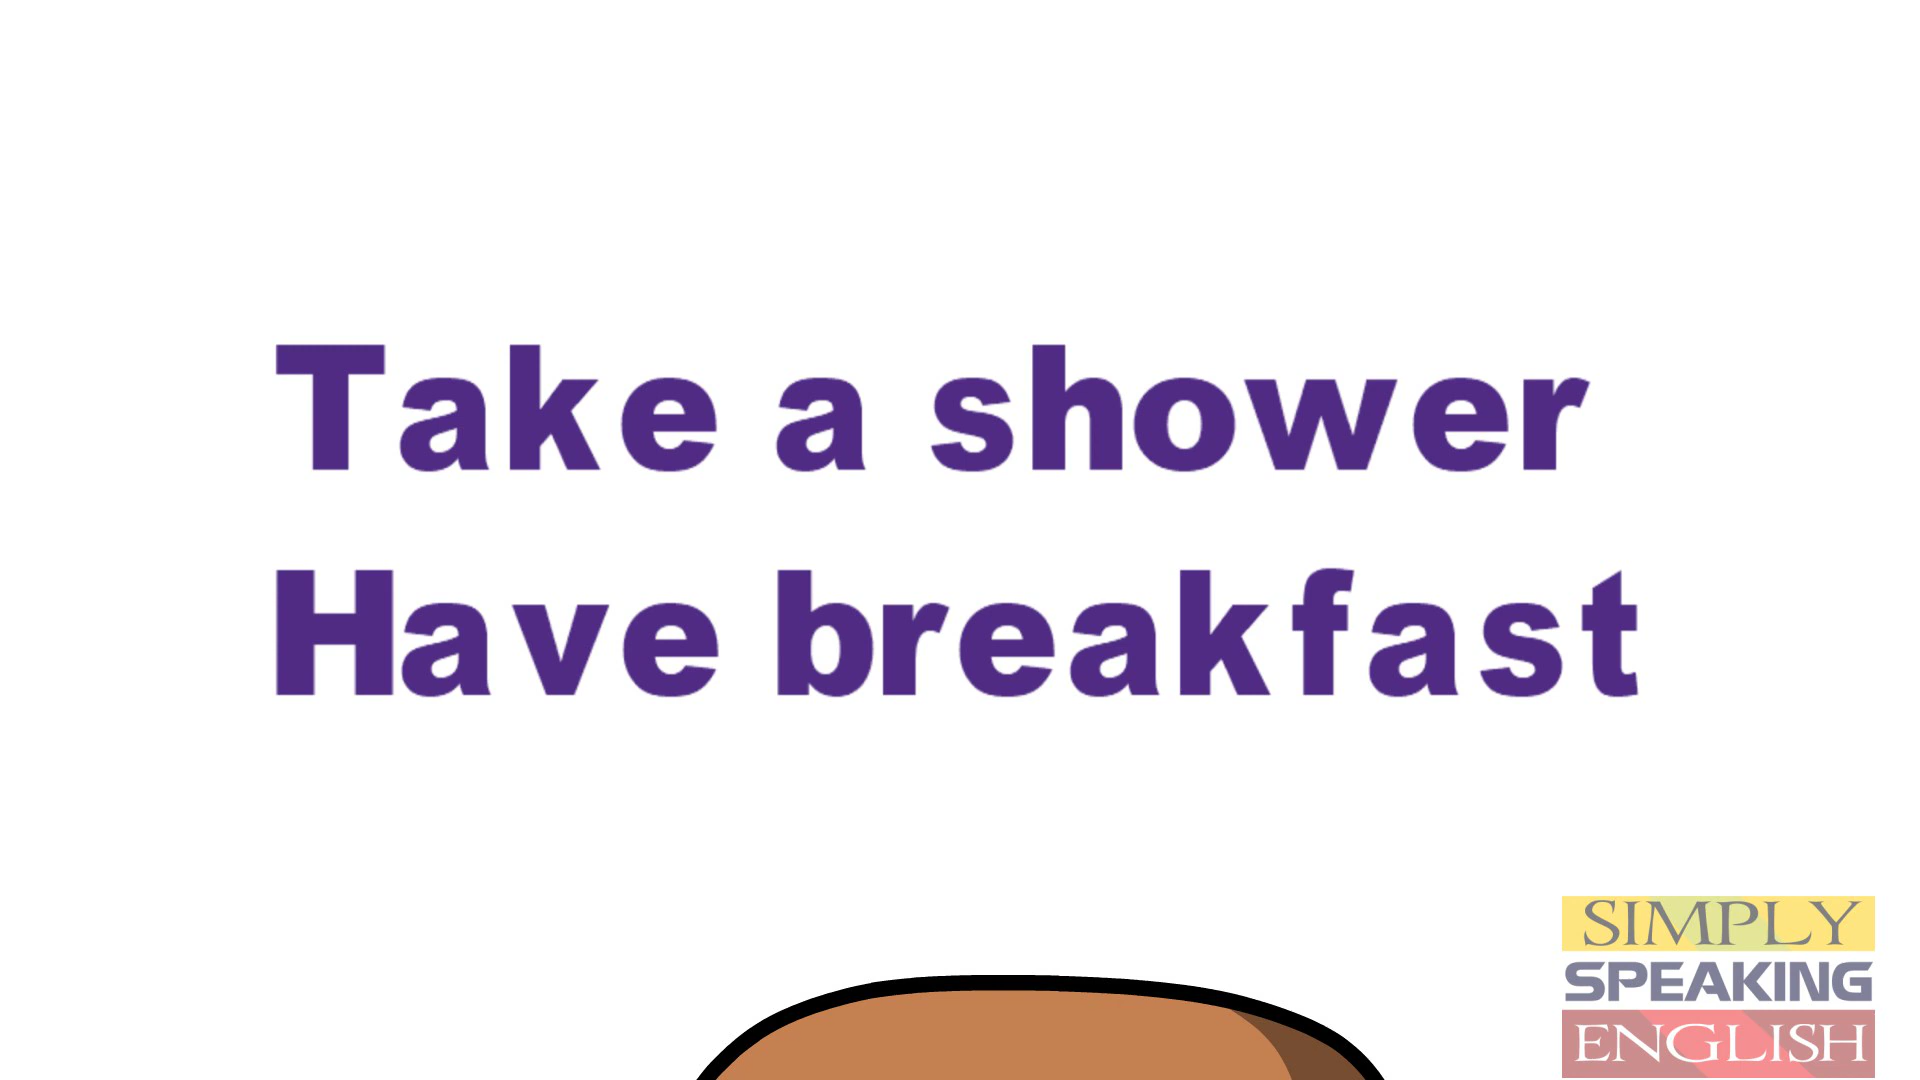 Take a shower
Have breakfast
SIMPLY
SPEAKING
ENGLISH